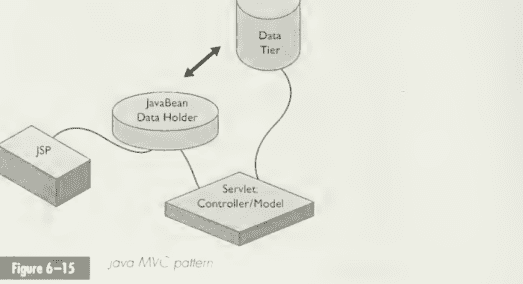 Data
Tier
JavaBean
Data Holder
JSP
Servlet:
Controller/Model
Figure 6–15
java MVC pattern